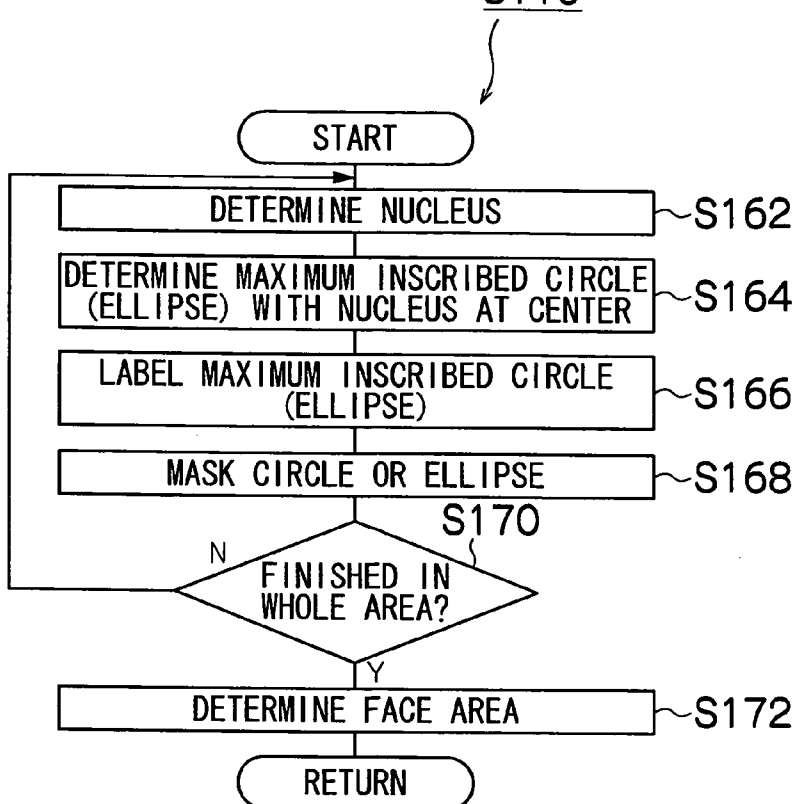 START
DETERMINE NUCLEUS
S162
DETERMINE MAXIMUM INSCRIBED CIRCLE
(ELLIPSE) WITH NUCLEUS AT CENTER
S164
LABEL MAXIMUM INSCRIBED CIRCLE
(ELLIPSE)
S166
MASK CIRCLE OR ELLIPSE
S168
S170
N
FINISHED IN
WHOLE AREA?
Y
DETERMINE FACE AREA
S172
RETURN